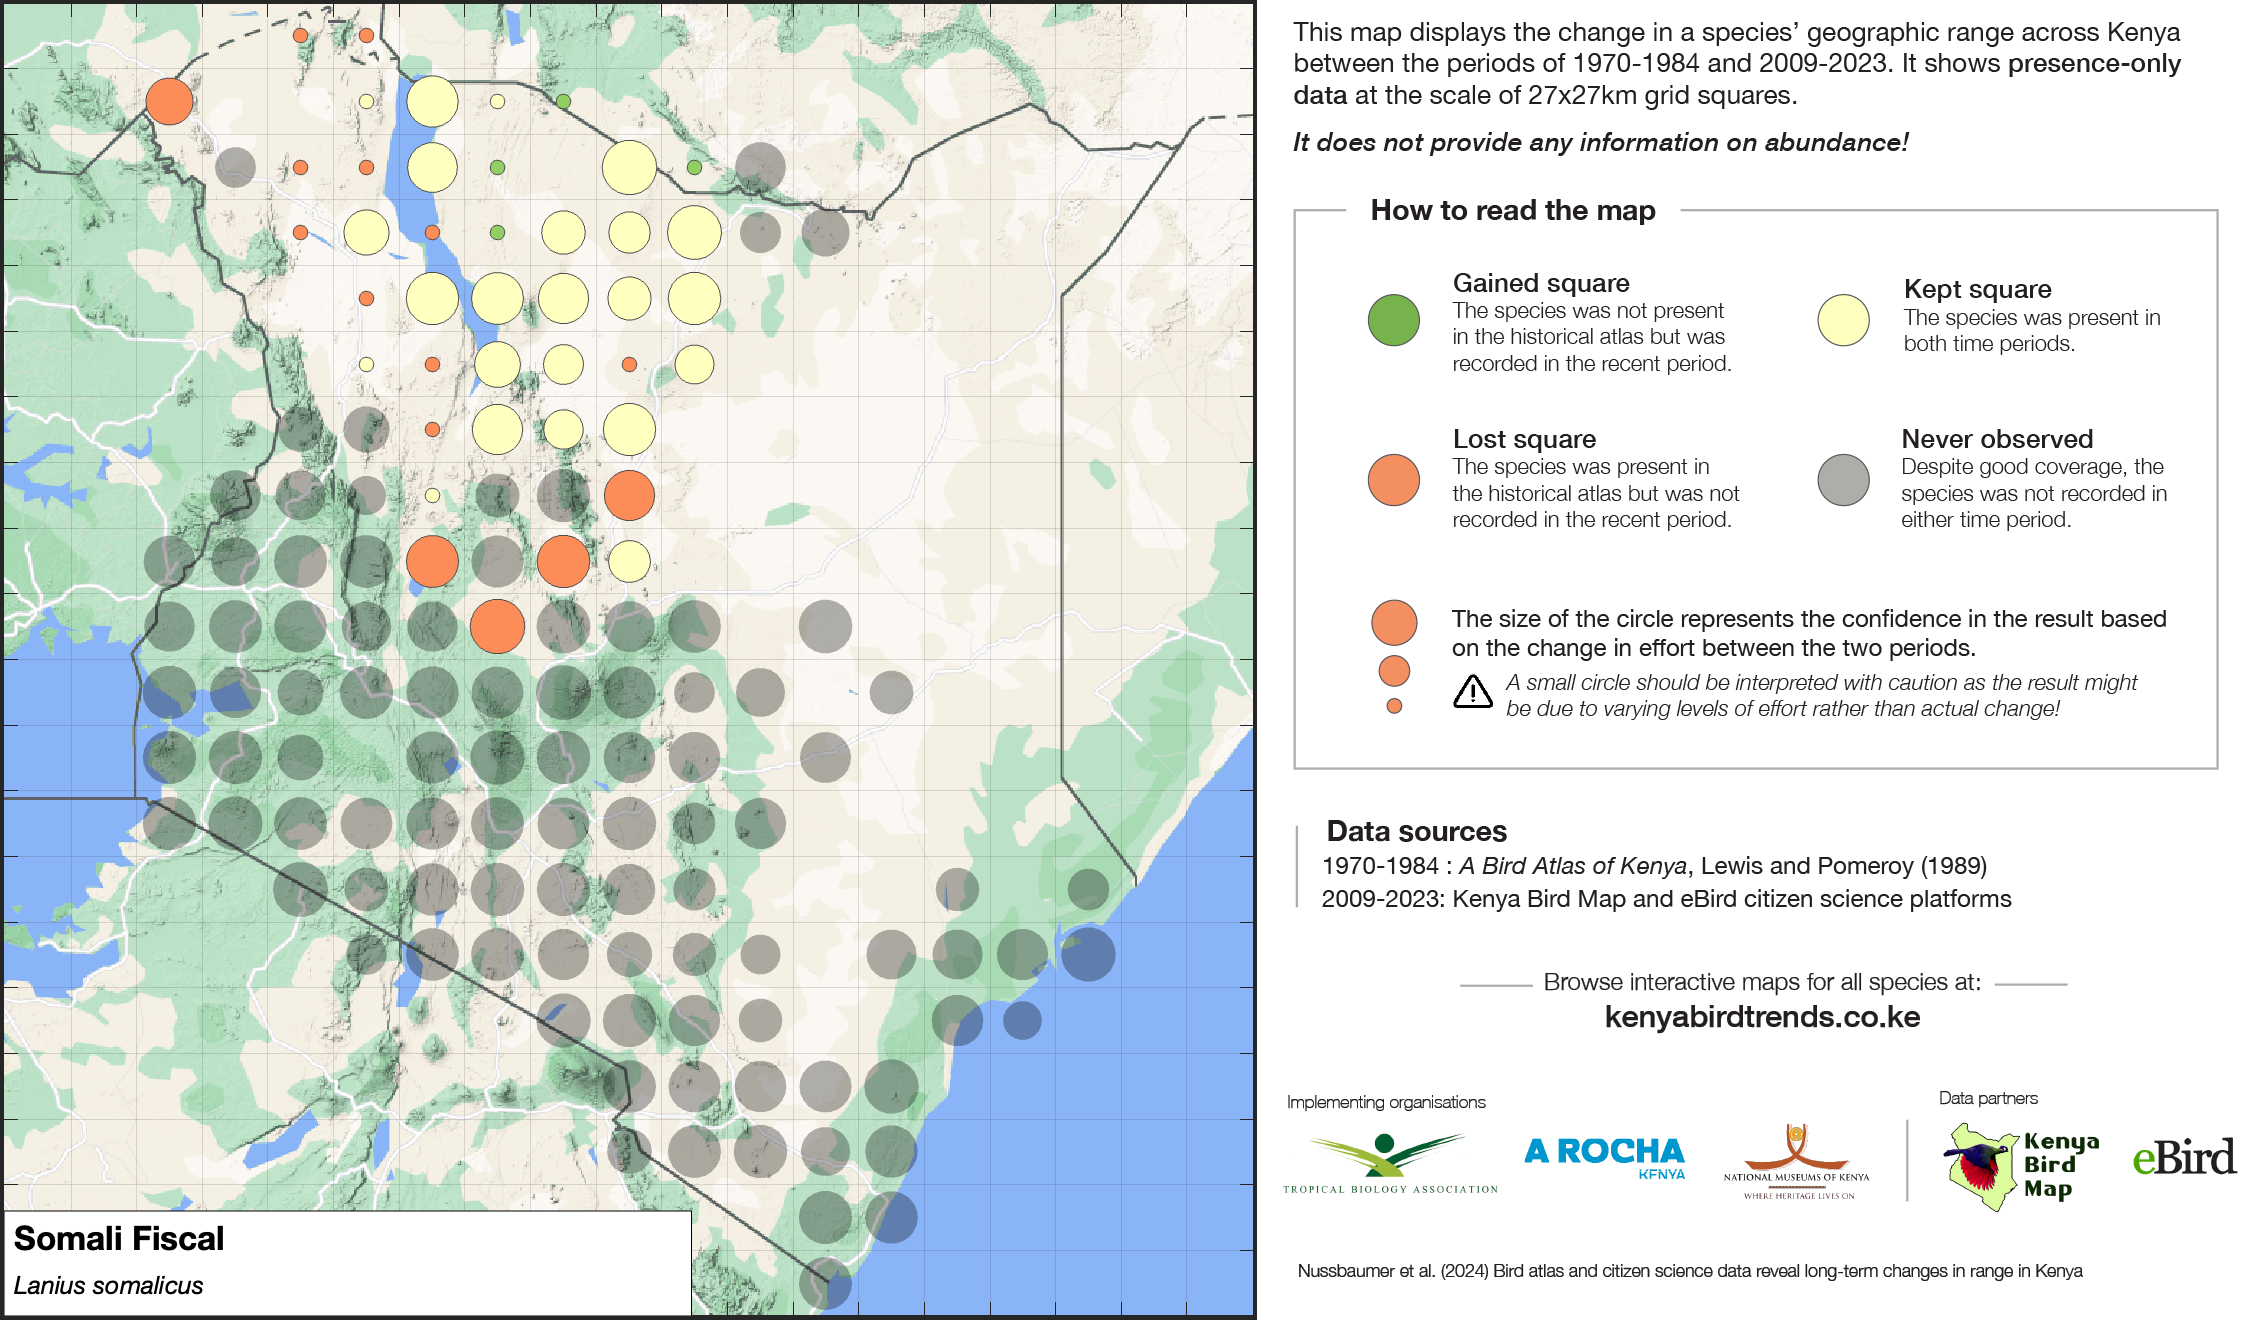 This map displays the change in a species’ geographic range across Kenya
between the periods of 1970-1984 and 2009-2023. It shows presence-only
data at the scale of 27x27km grid squares.
It does not provide any information on abundance!
How to read the map
Gained square
The species was not present
in the historical atlas but was
recorded in the recent period.
Kept square
The species was present in
both time periods.
Lost square
The species was present in
the historical atlas but was not
recorded in the recent period.
Never observed
Despite good coverage, the
species was not recorded in
either time period.
The size of the circle represents the confidence in the result based
on the change in effort between the two periods.
A small circle should be interpreted with caution as the result might
be due to varying levels of effort rather than actual change!
Data sources
1970-1984 : A Bird Atlas of Kenya, Lewis and Pomeroy (1989)
2009-2023: Kenya Bird Map and eBird citizen science platforms
Browse interactive maps for all species at:
kenyabirdtrends.co.ke
Implementing organisations
Data partners
TROPICAL BIOLOGY ASSOCIATION
A ROCHA
KENYA
NATIONAL MUSEUMS OF KENYA
WHERE HERITAGE LIVES ON
Kenya
Bird
Map
eBird
Somali Fiscal
Lanius somalicus
Nussbaumer et al. (2024) Bird atlas and citizen science data reveal long-term changes in range in Kenya